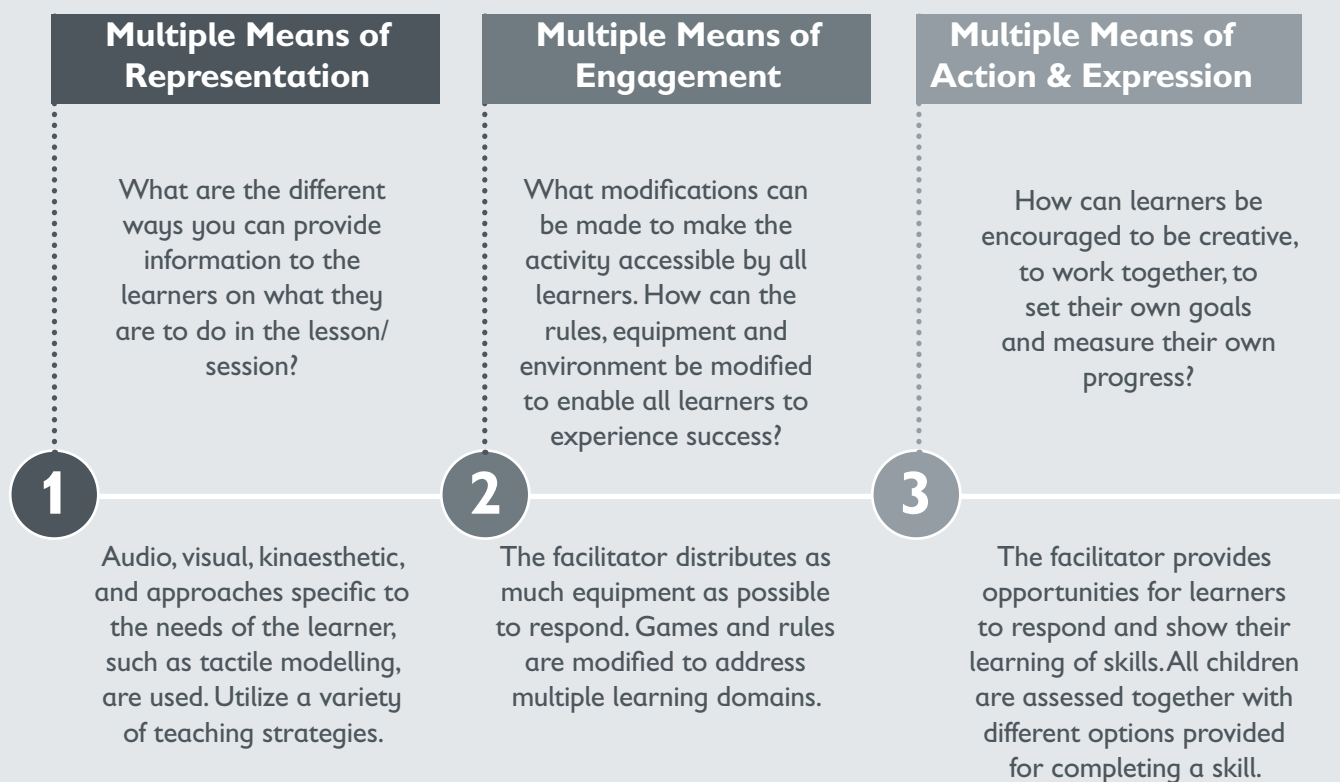 Multiple Means of
Representation
What are the different
ways you can provide
information to the
learners on what they
are to do in the lesson/
session?
1
Audio, visual, kinaesthetic,
and approaches specific to
the needs of the learner,
such as tactile modelling,
are used. Utilize a variety
of teaching strategies.
Multiple Means of
Engagement
What modifications can
be made to make the
activity accessible by all
learners. How can the
rules, equipment and
environment be modified
to enable all learners to
experience success?
2
The facilitator distributes as
much equipment as possible
to respond. Games and rules
are modified to address
multiple learning domains.
Multiple Means of
Action & Expression
How can learners be
encouraged to be creative,
to work together, to
set their own goals
and measure their own
progress?
3
The facilitator provides
opportunities for learners
to respond and show their
learning of skills. All children
are assessed together with
different options provided
for completing a skill.